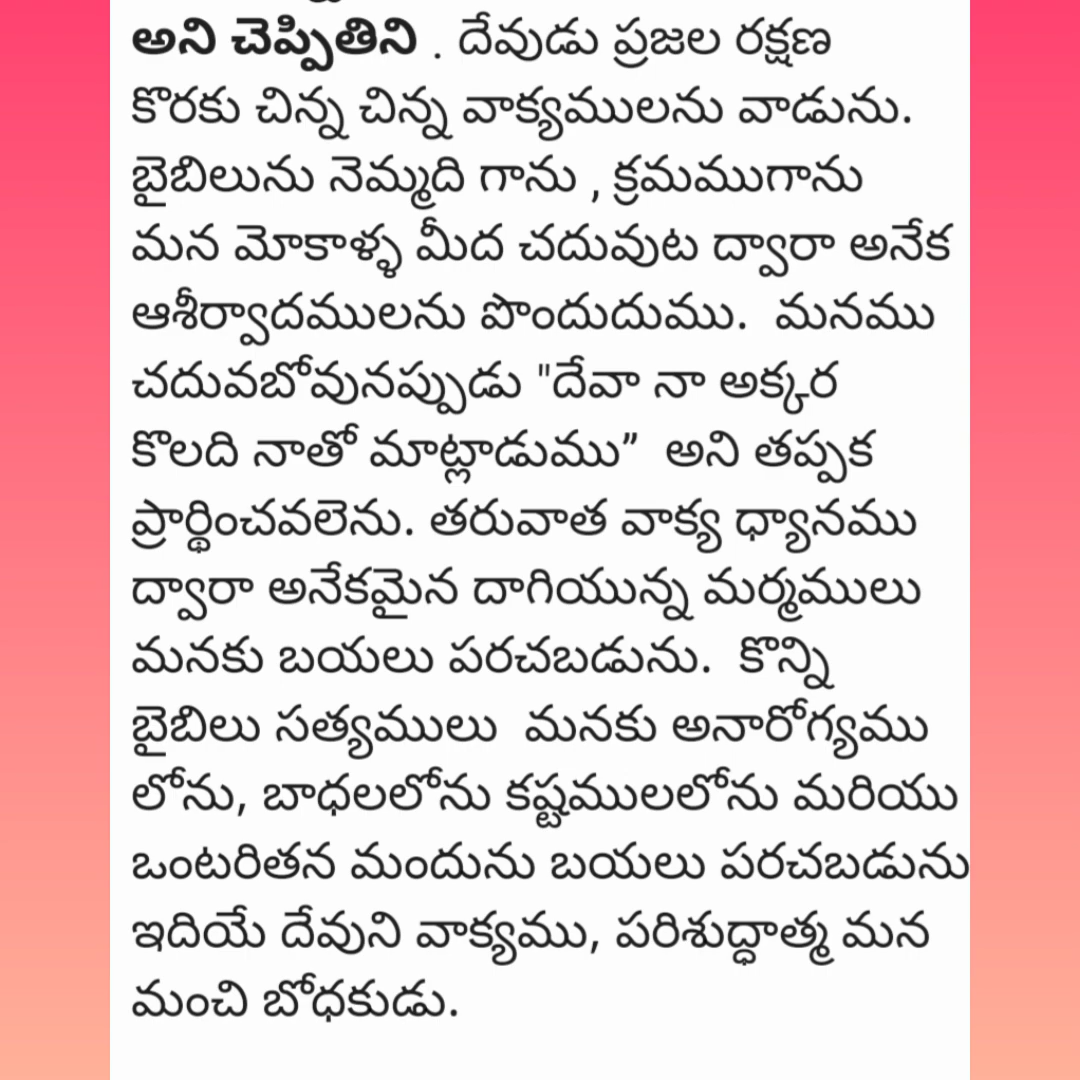 అని చెప్పితిని . దేవుడు ప్రజల రక్షణ
కొరకు చిన్న చిన్న వాక్యములను వాడును.
బైబిలును నెమ్మది గాను , క్రమముగాను
మన మోకాళ్ళ మీద చదువుట ద్వారా అనేక
ఆశీర్వాదములను పొందుదుము. మనము
చదువబోవునప్పుడు "దేవా నా అక్కర
కొలది నాతో మాట్లాడుము” అని తప్పక
ప్రార్థించవలెను. తరువాత వాక్య ధ్యానము
ద్వారా అనేకమైన దాగియున్న మర్మములు
మనకు బయలు పరచబడును. కొన్ని
బైబిలు సత్యములు మనకు అనారోగ్యము
లోను, బాధలలోను కష్టములలోను మరియు
ఒంటరితన మందును బయలు పరచబడును
ఇదియే దేవుని వాక్యము, పరిశుద్ధాత్మ మన
మంచి బోధకుడు.